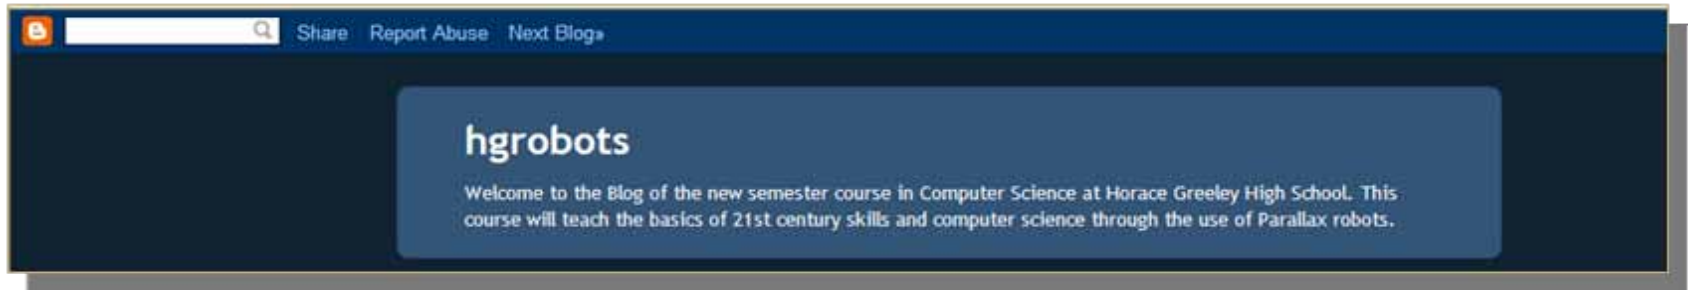 Share Report Abuse Next Blog»
hgrobots
Welcome to the Blog of the new semester course in Computer Science at Horace Greeley High School. This
course will teach the basics of 21st century skills and computer science through the use of Parallax robots.